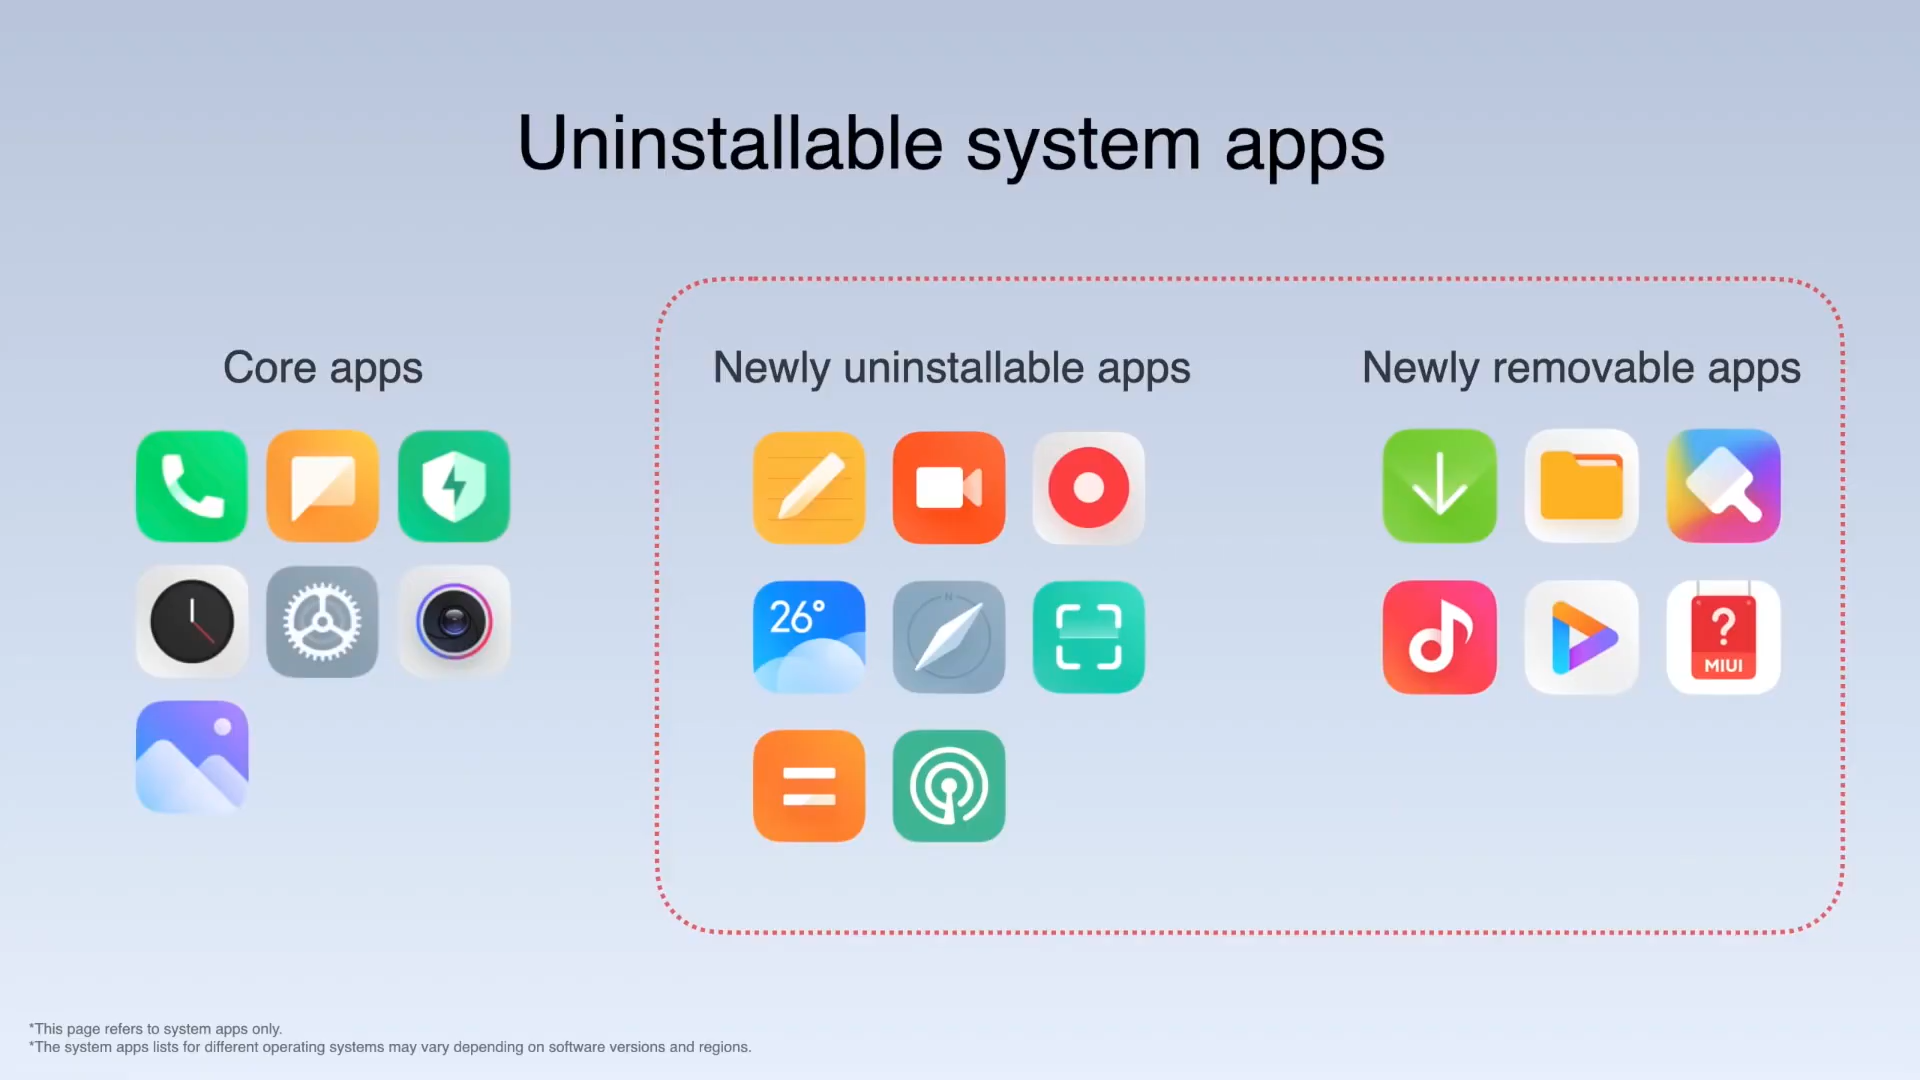 Uninstallable system apps
Core apps
Newly uninstallable apps
Newly removable apps
26°
N
?
MIUI
*This page refers to system apps only.
*The system apps lists for different operating systems may vary depending on software versions and regions.